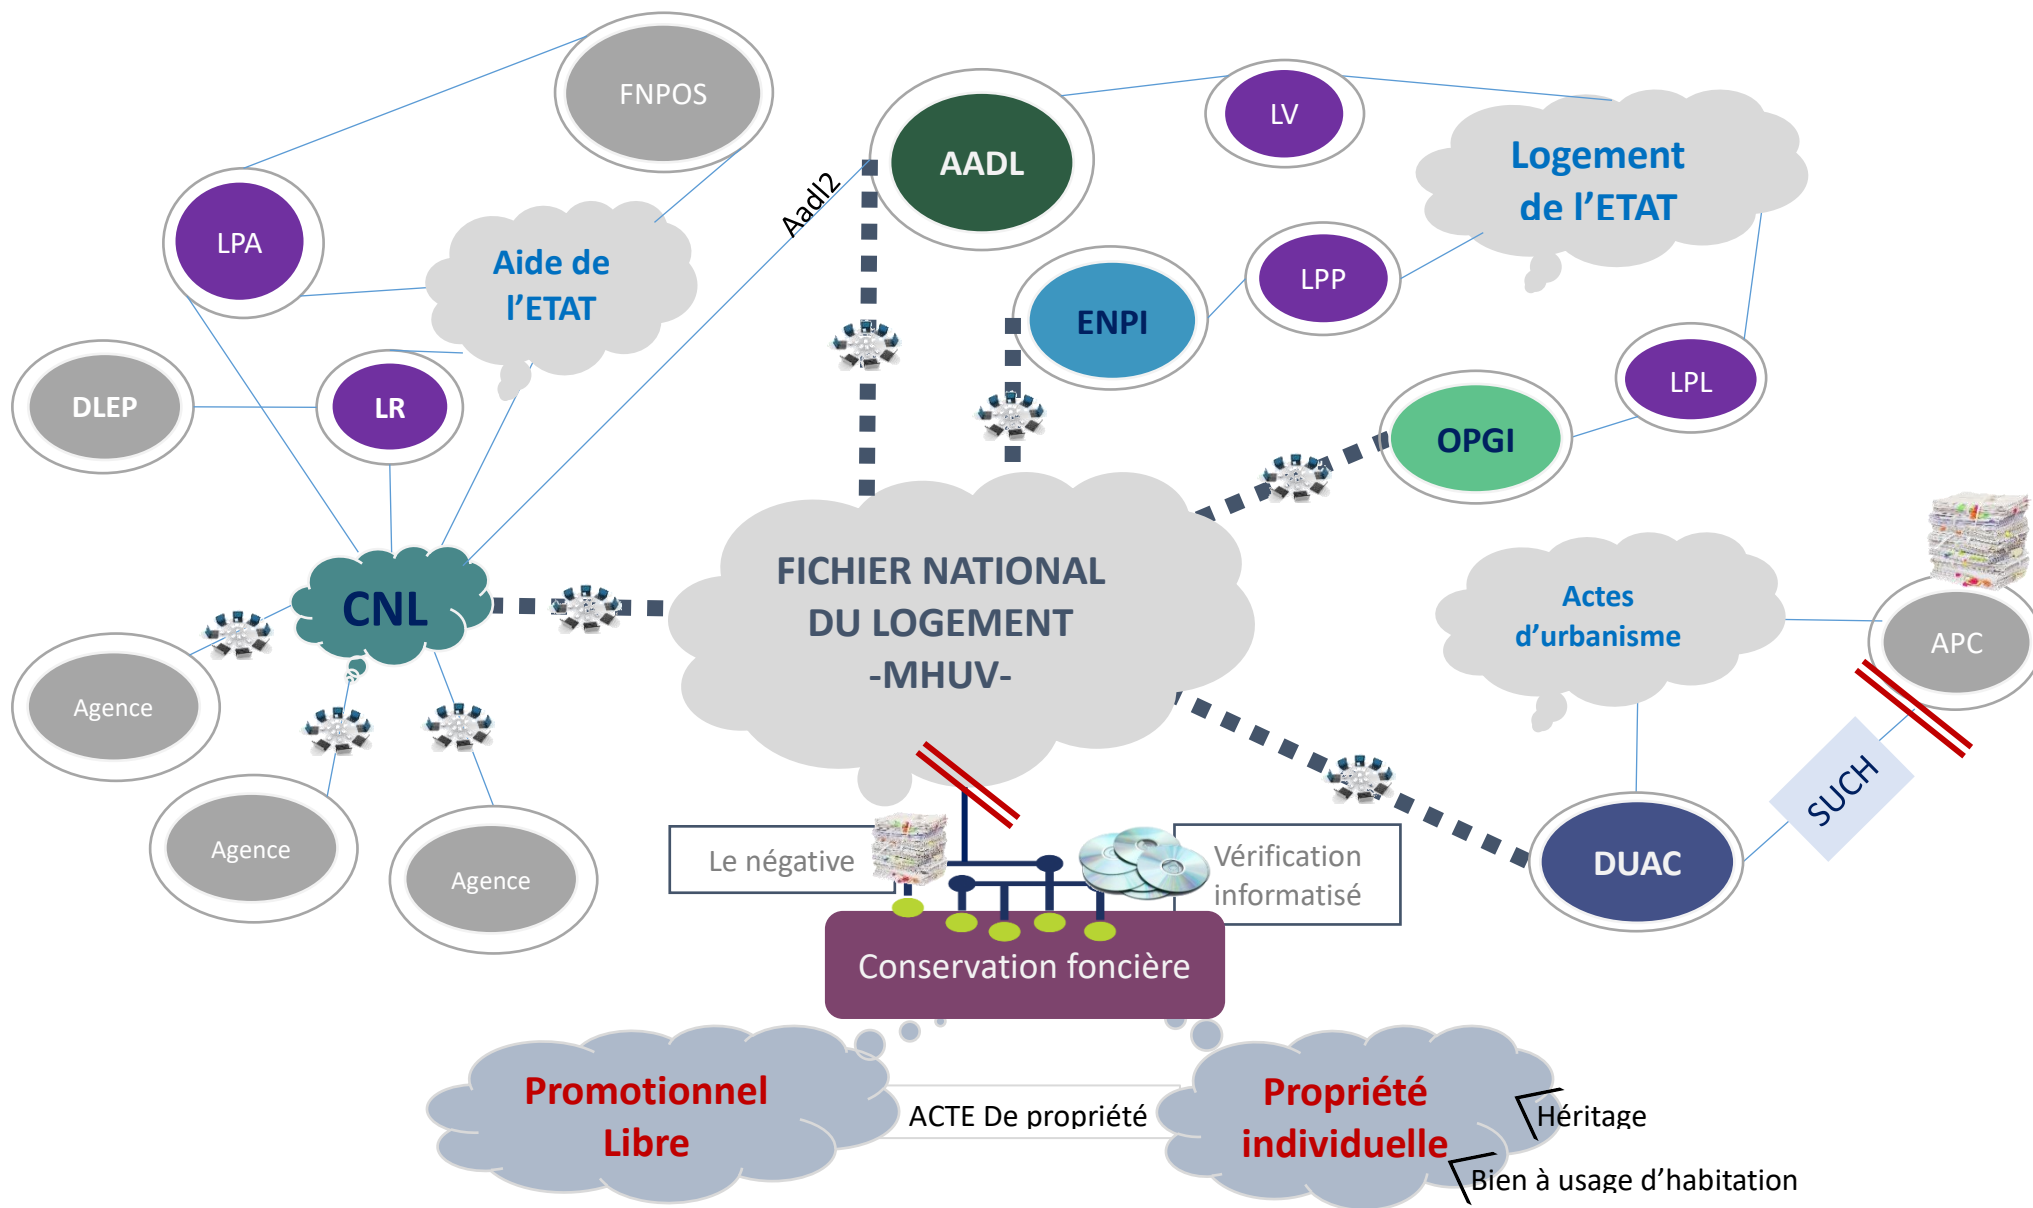 FNPOS
AADL
LV
Logement
de l’ETAT
LPA
Aadl2
Aide de
l’ETAT
ENPI
LPP
DLEP
LR
LPL
OPGI
CNL
FICHIER NATIONAL
DU LOGEMENT
-MHUV-
Actes
d’urbanisme
APC
Agence
Agence
Agence
SUCH
DUAC
Le négative
Vérification
informatisé
Conservation foncière
Promotionnel
Libre
ACTE De propriété
Propriété
individuelle
Héritage
Bien à usage d’habitation